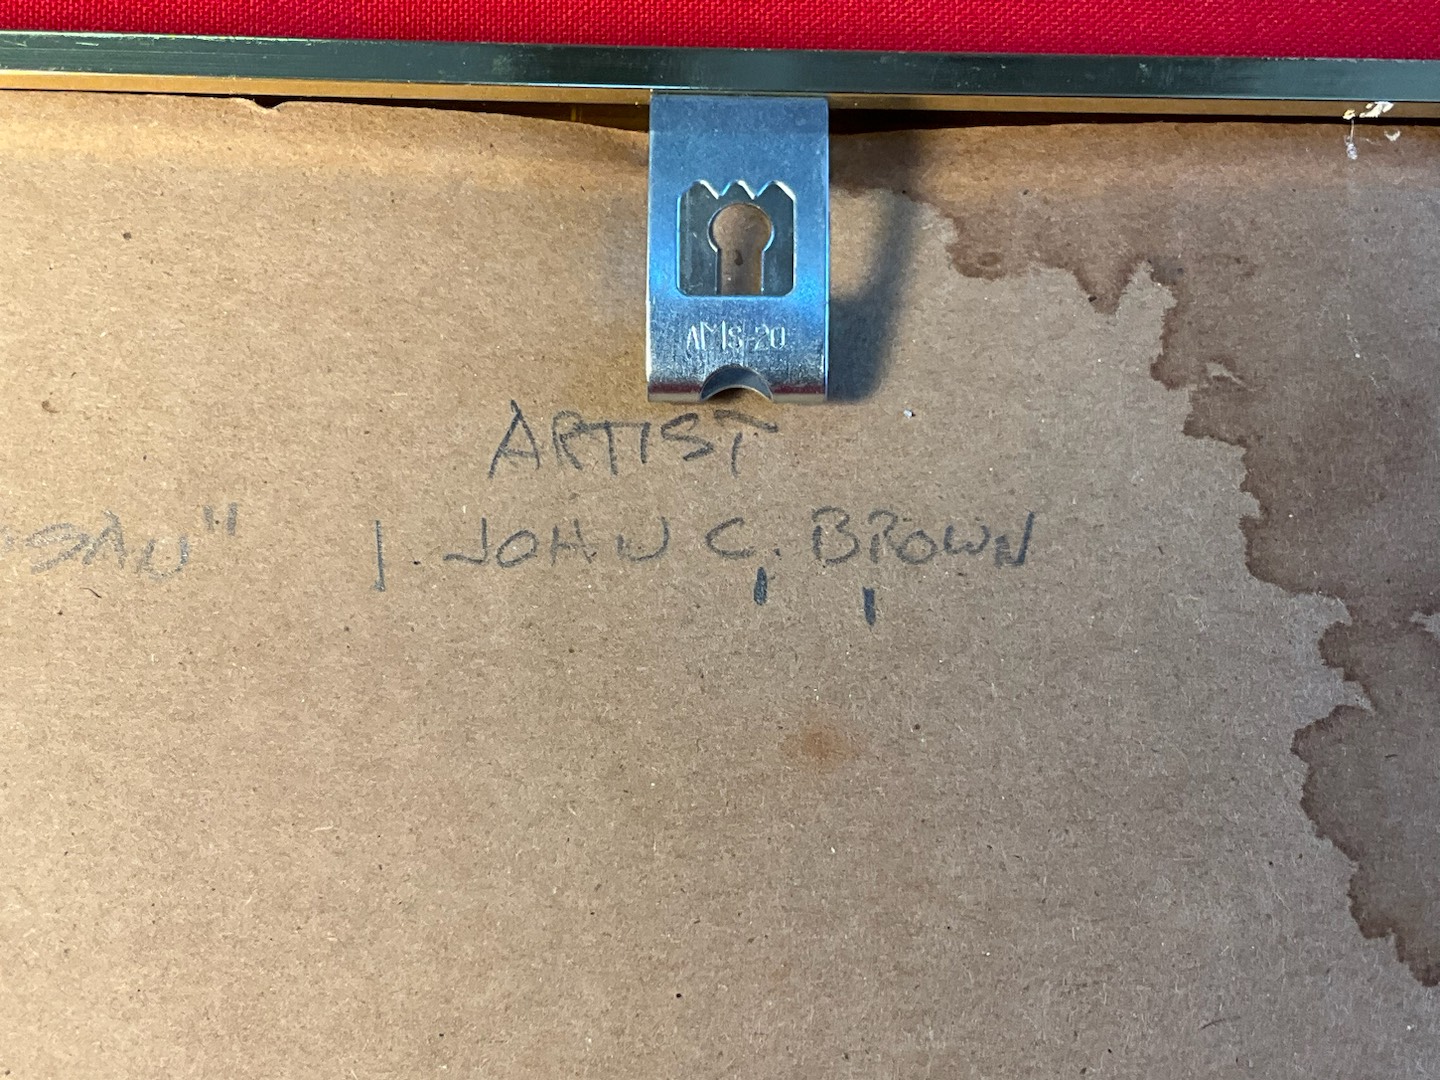 AMS-20
ARTIST
JOHN C. BROWN